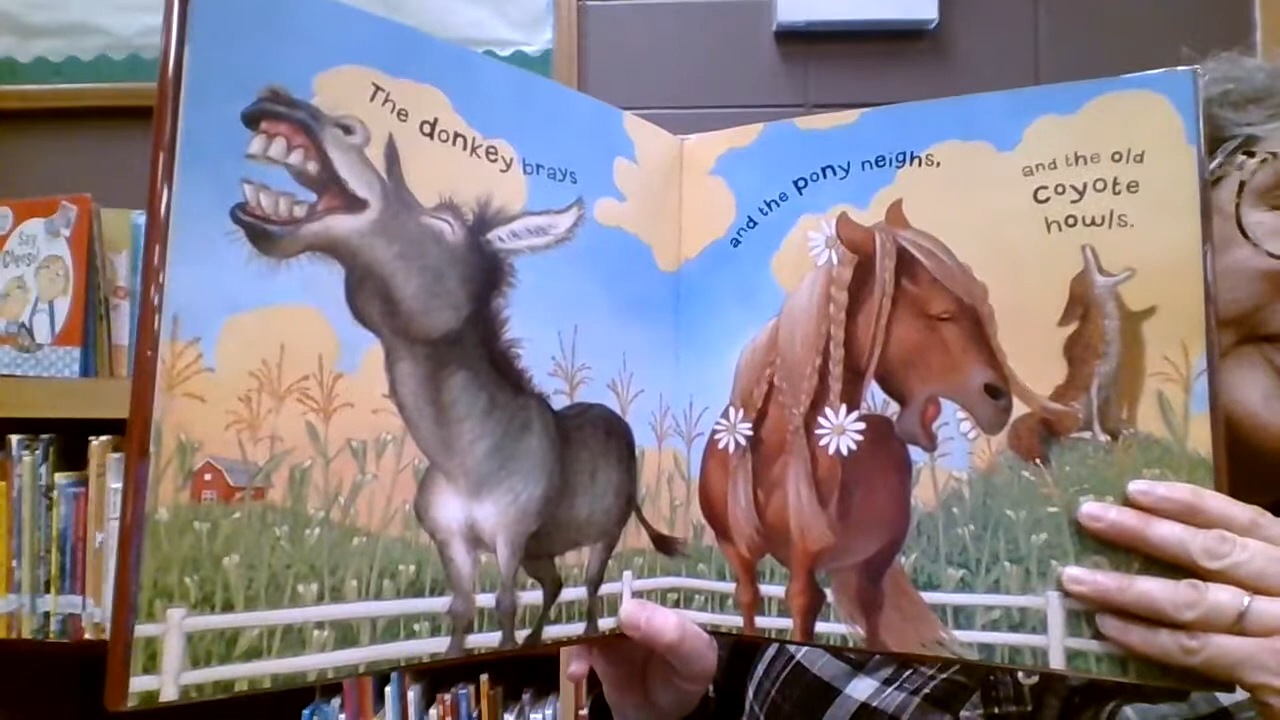 The donkey brays
and the pony neighs,
and the old
coyote
howls.
Say
Cheese!